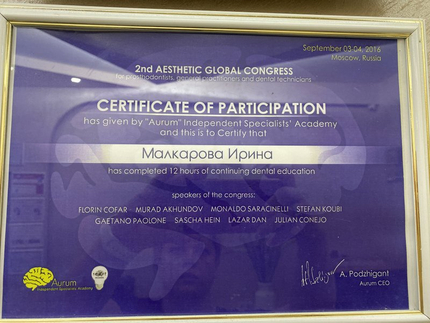 September 03,04, 2016
Moscow, Russia
2nd AESTHETIC GLOBAL CONGRESS
for prosthodontists, general practitioners and dental technicians
CERTIFICATE OF PARTICIPATION
has given by "Aurum" Independent Specialists' Academy
and this is to Certify that
Малкарова Ирина
has completed 12 hours of continuing dental education
speakers of the congress:
FLORIN COFAR MURAD AKHUNDOV MONALDO SARACINELLI STEFAN KOUBI
GAETANO PAOLONE SASCHA HEIN LAZAR DAN JULIAN CONEJO
Aurum
Independent Specialists' Academy
A. Podzhigant
Aurum CEO